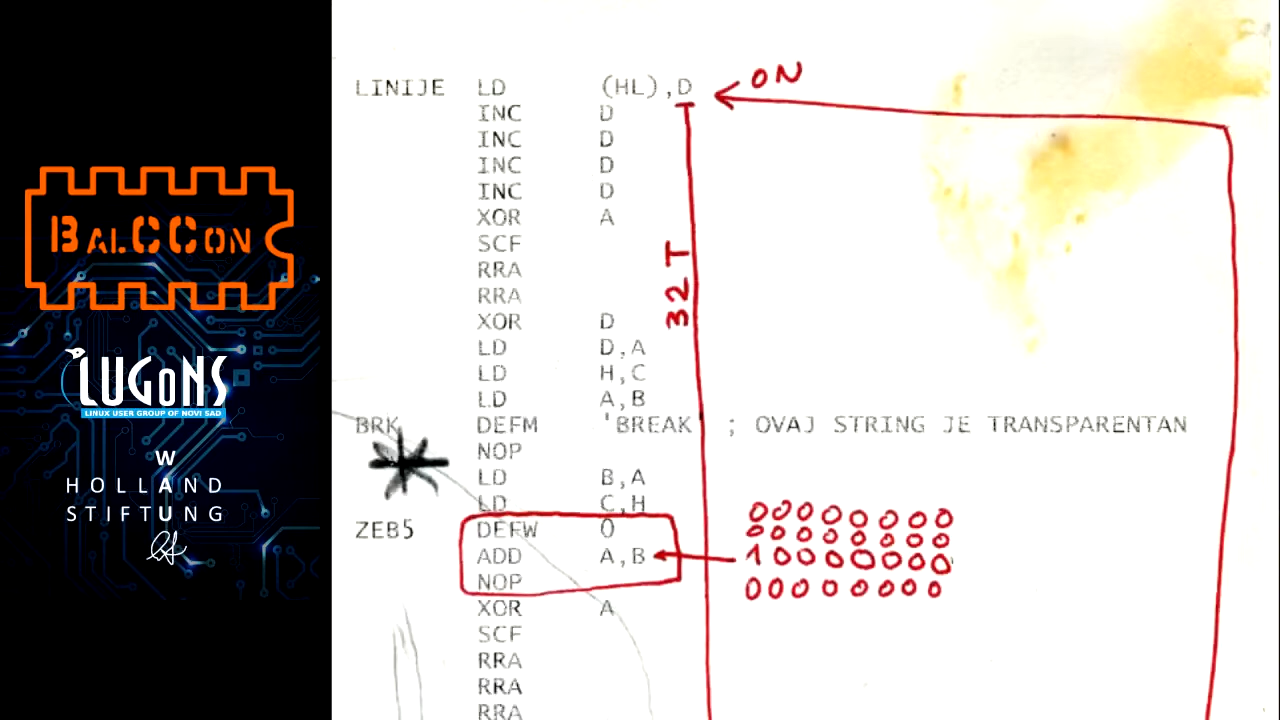 BALCCON
LUGONS
LINUX USER GROUP OF NOVI SAD
W
HOLLAND
STIFTUNG
ON
LINIJE LD (HL),D
INC D
INC D
INC D
INC D
XOR A
SCF
RRA
RRA
XOR D
LD D,A
LD H,C
LD A,B
32 T
BRK DEFM 'BREAK' ; OVAJ STRING JE TRANSPARENTAN
NOP
LD B,A
LD C,H
ZEB5 DEFW 0
ADD A,B
NOP
00000000
00000000
10000000
00000000
XOR A
SCF
RRA
RRA
RRA